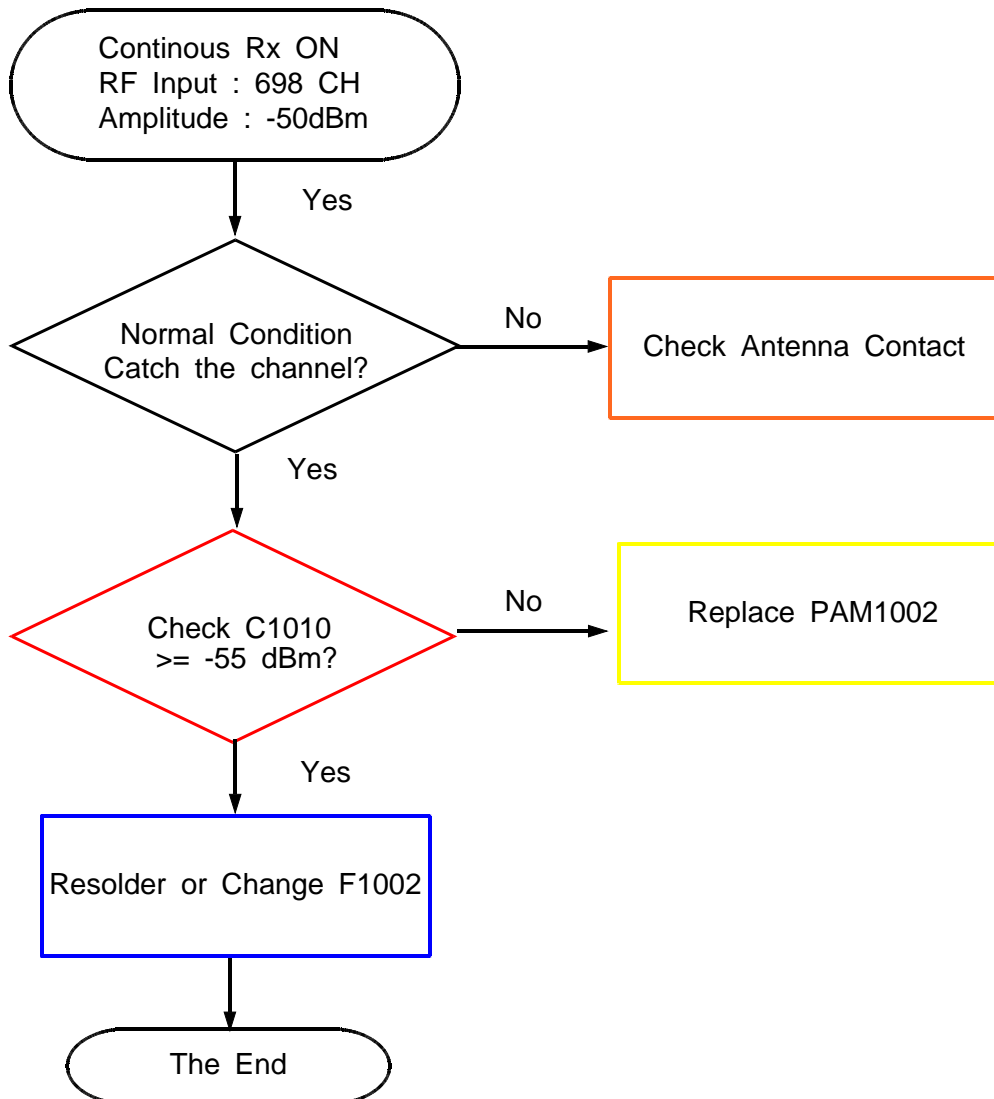 Continous Rx ON
RF Input : 698 CH
Amplitude : -50dBm
Yes
Normal Condition
Catch the channel?
No
Check Antenna Contact
Yes
Check C1010
>= -55 dBm?
No
Replace PAM1002
Yes
Resolder or Change F1002
The End